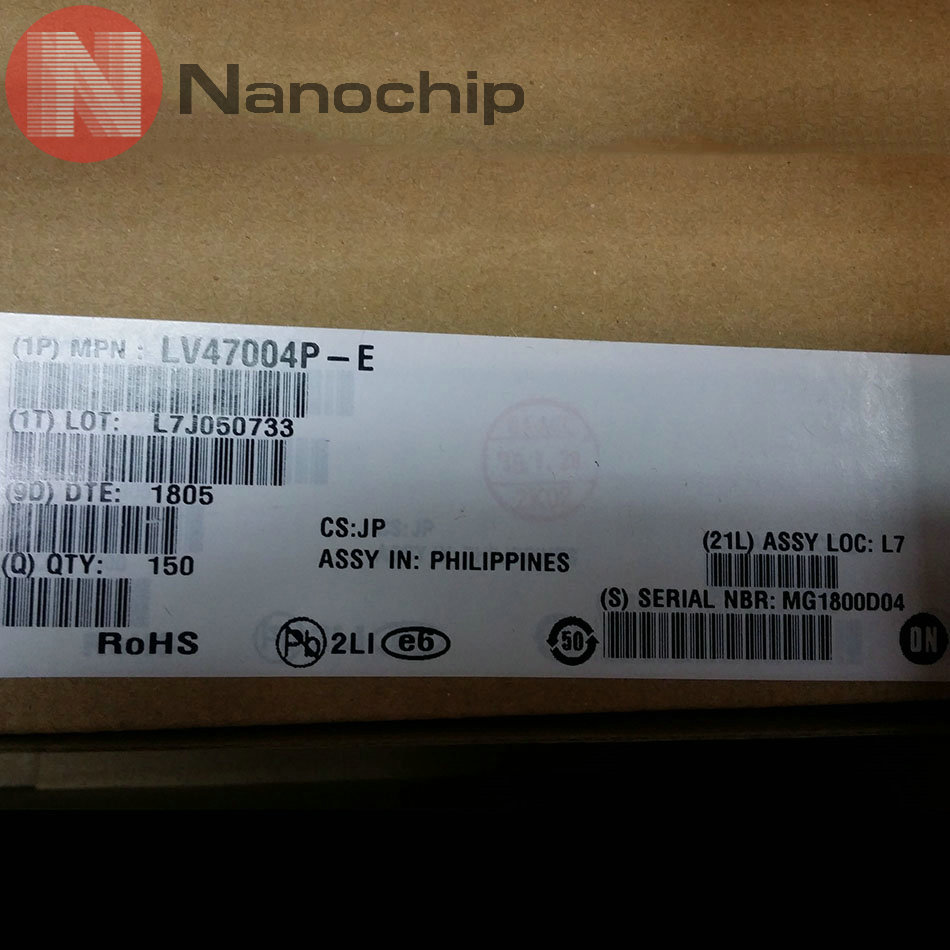 Nanochip
(1P) MPN : LV47004P-E
(1T) LOT: L7J050733
(9D) DTE: 1805
(Q) QTY: 150
CS:JP
ASSY IN: PHILIPPINES
(21L) ASSY LOC: L7
(S) SERIAL NBR: MG1800D04
RoHS
Pb 2LI e6
50
ON